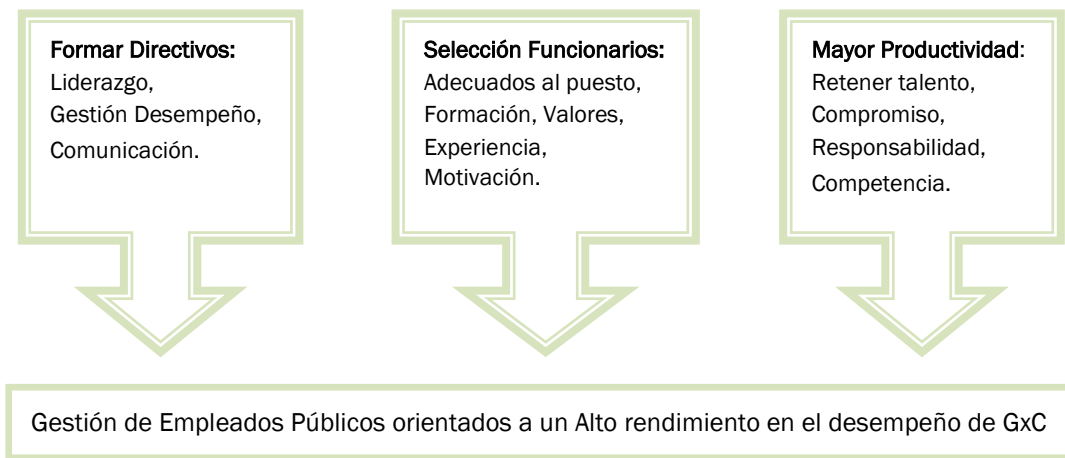 Formar Directivos:
Liderazgo,
Gestión Desempeño,
Comunicación.
Selección Funcionarios:
Adecuados al puesto,
Formación, Valores,
Experiencia,
Motivación.
Mayor Productividad:
Retener talento,
Compromiso,
Responsabilidad,
Competencia.
Gestión de Empleados Públicos orientados a un Alto rendimiento en el desempeño de GxC